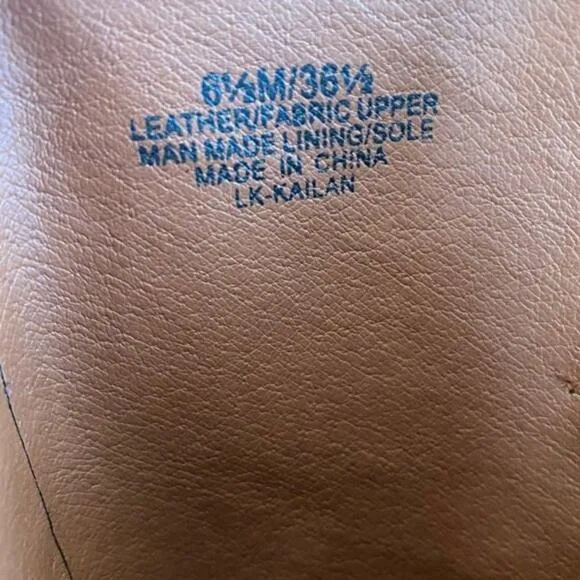 6½M/36½
LEATHER/FABRIC UPPER
MAN MADE LINING/SOLE
MADE IN CHINA
LK-KAILAN